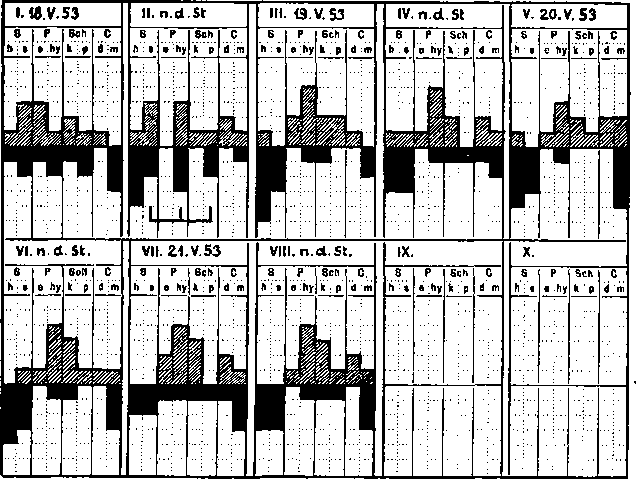 I. 18.V.53 II. n.d.St III. 19.V.53 IV. n.d.St V. 20.V.53
S P Sch C S P Sch C S P Sch C S P Sch C S P Sch C
h s e hy k p d m h s e hy k p d m h s e hy k p d m h s e hy k p d m h s e hy k p d m
VI. n.d.St. VII. 21.V.53 VIII. n.d.St. IX. X.
S P Sch C S P Sch C S P Sch C S P Sch C S P Sch C
h s e hy k p d m h s e hy k p d m h s e hy k p d m h s e hy k p d m h s e hy k p d m